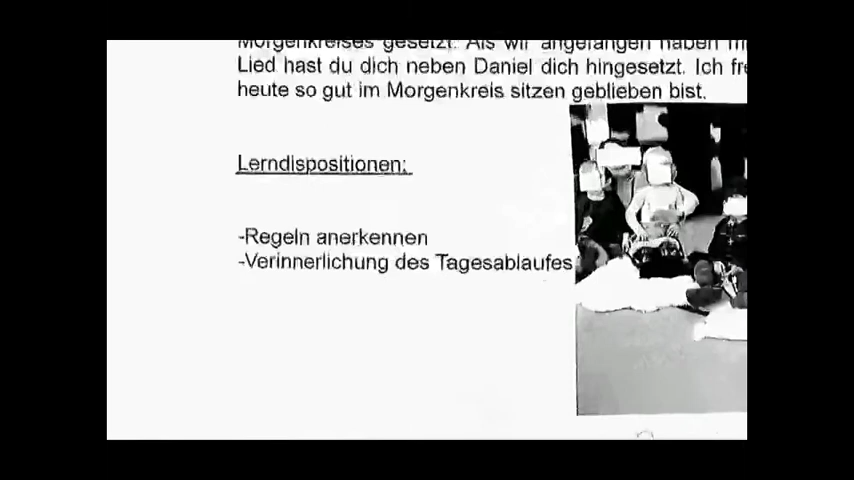 Morgenkreises gesetzt. Als wir angefangen haben
Lied hast du dich neben Daniel dich hingesetzt. Ich
heute so gut im Morgenkreis sitzen geblieben bist.
Lerndispositionen:
-Regeln anerkennen
-Verinnerlichung des Tagesablaufes